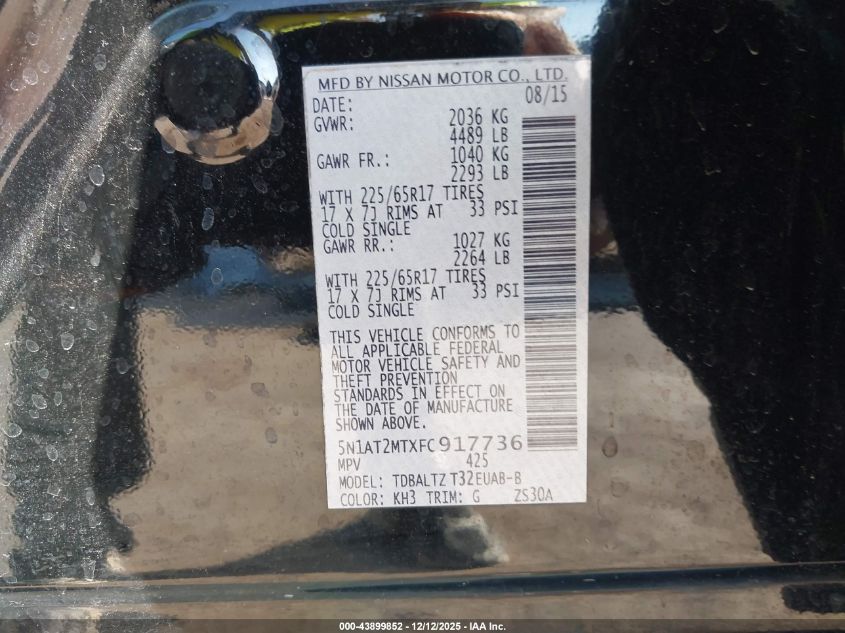 MFD BY NISSAN MOTOR CO., LTD.
DATE: 08/15
GVWR: 2036 KG
4489 LB
GAWR FR.: 1040 KG
2293 LB
WITH 225/65R17 TIRES
17 X 7J RIMS AT 33 PSI
COLD SINGLE
GAWR RR.: 1027 KG
2264 LB
WITH 225/65R17 TIRES
17 X 7J RIMS AT 33 PSI
COLD SINGLE
THIS VEHICLE CONFORMS TO
ALL APPLICABLE FEDERAL
MOTOR VEHICLE SAFETY AND
THEFT PREVENTION
STANDARDS IN EFFECT ON
THE DATE OF MANUFACTURE
SHOWN ABOVE.
5N1AT2MTXFC917736
MPV 425
MODEL: TDBALTZ T32EUAB-B
COLOR: KH3 TRIM: G ZS30A
000-43899852 - 12/12/2025 - IAA Inc.